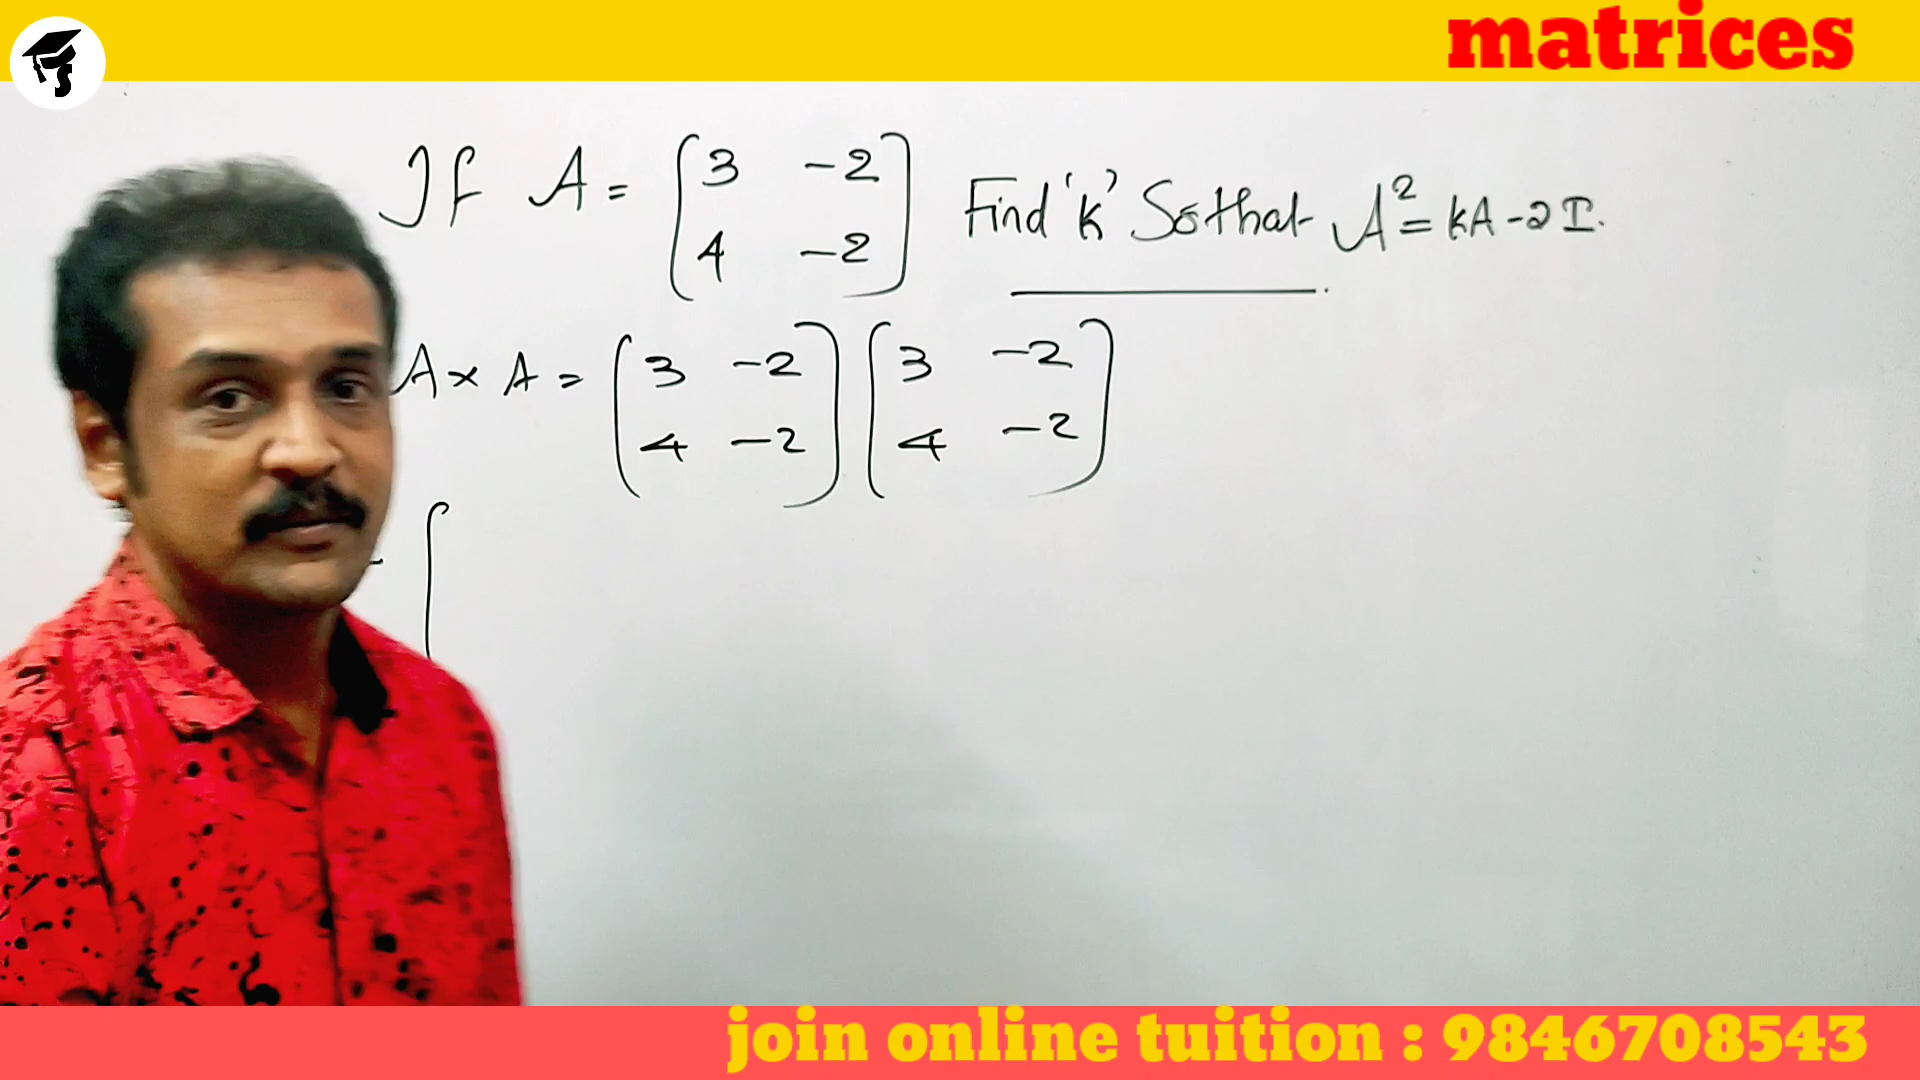 matrices
If A = [3 -2
4 -2] Find 'k' So that A² = kA - 2I.
A × A = [3 -2 [3 -2
4 -2] 4 -2]
= [
join online tuition : 9846708543